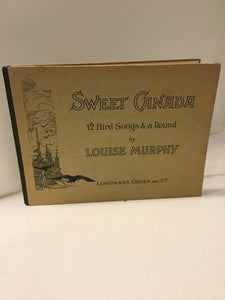 SWEET CANADA
12 Bird Songs & a Round
by
LOUISE MURPHY
LONGMANS GREEN AND Co